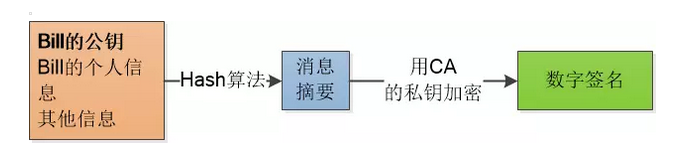 Bill的公钥
Bill的个人信
息
其他信息
Hash算法
消息
摘要
用CA
的私钥加密
数字签名